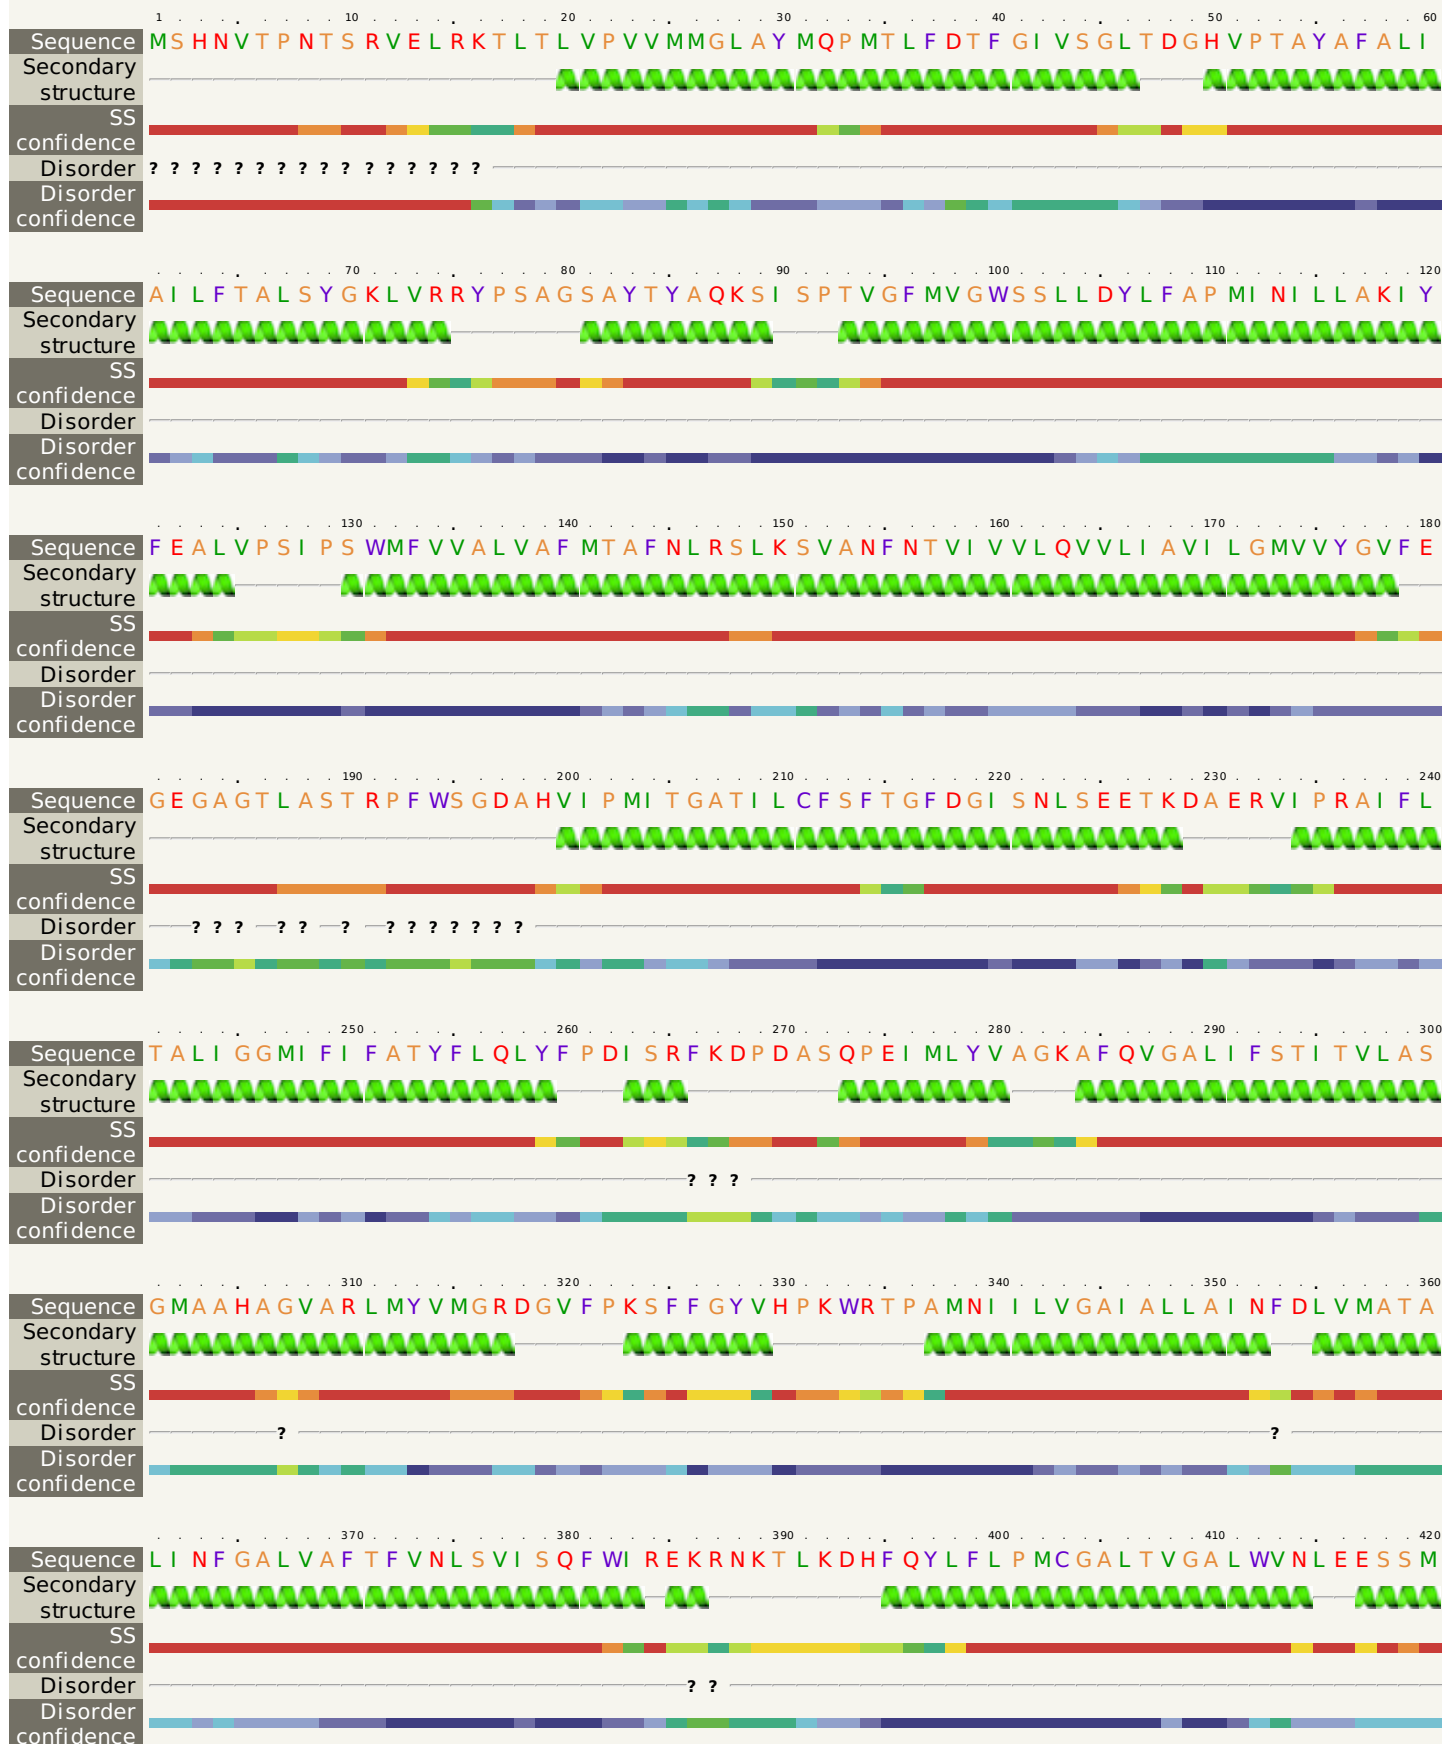 1 10 20 30 40 50 60
Sequence MSHNVTPNTSRVELRKTLTLVPVVMMGLAYMQPMTLFDTFGIVSGLTDGHVPTAYAFALI
Secondary
structure
SS
confidence
Disorder ? ? ? ? ? ? ? ? ? ? ? ? ? ? ? ?
Disorder
confidence
70 80 90 100 110 120
Sequence AILFTALSYGKLVRRYPSAGSAYTYAQKSISPTVGFMVGWSSLLDYLFAPMINILLAKIY
Secondary
structure
SS
confidence
Disorder
Disorder
confidence
130 140 150 160 170 180
Sequence FEALVPSIPSWMFVVALVAFMTAFNLRSLKSVANFNTVIVVLQVVLIAVILGMVVYGVFE
Secondary
structure
SS
confidence
Disorder
Disorder
confidence
190 200 210 220 230 240
Sequence GEGAGTLASTRPFWSGDAHVIPMITGATILCFSFTGFDGISNLSEETKDAERVIPRAIFL
Secondary
structure
SS
confidence
Disorder ? ? ? ? ? ? ? ? ? ? ? ? ?
Disorder
confidence
250 260 270 280 290 300
Sequence TALIGGMIFIFATYFLQLYFPDISRFKDPDASQPEIMLYVAGKAFQVGALIFSTITVLAS
Secondary
structure
SS
confidence
Disorder ? ? ?
Disorder
confidence
310 320 330 340 350 360
Sequence GMAAHAGVARLMYVMGRDGVFPKSFFGYVHPKWRTPAMNIILVGAIALLAINFDLVMATA
Secondary
structure
SS
confidence
Disorder ? ?
Disorder
confidence
370 380 390 400 410 420
Sequence LINFGALVAFTFVNLSVISQFWIREKRNKTLKDHFQYLFLPMCGALTVGALWVNLEESSM
Secondary
structure
SS
confidence
Disorder ? ?
Disorder
confidence